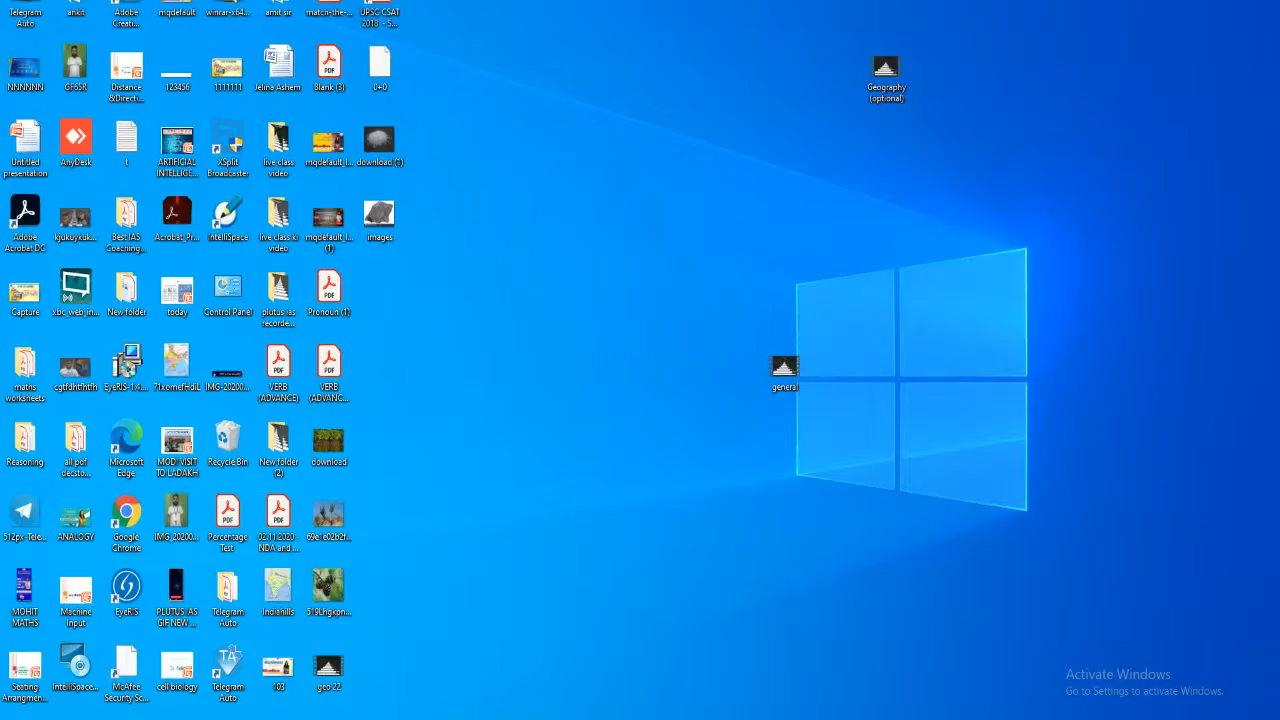 Telegram Auto
ankit
Adobe Creati...
mqdefault
winrar-x64...
amit sir
match-the-...
UPSC CSAT 2018 - S...
NNNNNN
GF65R
Distance &Directi...
123456
1111111
Jelina Ashem
Blank (3)
0+0
Geography (optional)
Untitled presentation
AnyDesk
t
ARTIFICIAL INTELLIGE...
XSplit Broadcaster
live class video
mqdefault_l...
download (1)
Adobe Acrobat DC
kjjukuykuk...
Best IAS Coaching...
Acrobat_Pr...
IntelliSpace
live class ki video
mqdefault_l... (1)
images
Capture
xbc_web_in...
New folder
today
Control Panel
plutus ias recorde...
Pronoun (1)
maths worksheets
cgtfdhtfhtfh
EyeRIS-1.4....
71xomefHdiL
IMG-20200...
VERB (ADVANCE)
VERB (ADVANC...
general
Reasoning
all pdf decsto...
Microsoft Edge
MODI VISIT TO LADAKH
Recycle Bin
New folder (2)
download
512px-Tele...
ANALOGY
Google Chrome
IMG_20200...
Percentage Test
02.11.2020 - NDA and ...
69e1e02b2f...
MOHIT MATHS
Machine Input
EyeRIS
PLUTUS IAS GIF NEW ...
Telegram Auto
Indiahills
519Lhgkpn...
Seating Arrangmen...
IntelliSpace...
McAfee Security Sc...
cell biology
Telegram Auto
103
geo 22
Activate Windows
Go to Settings to activate Windows.